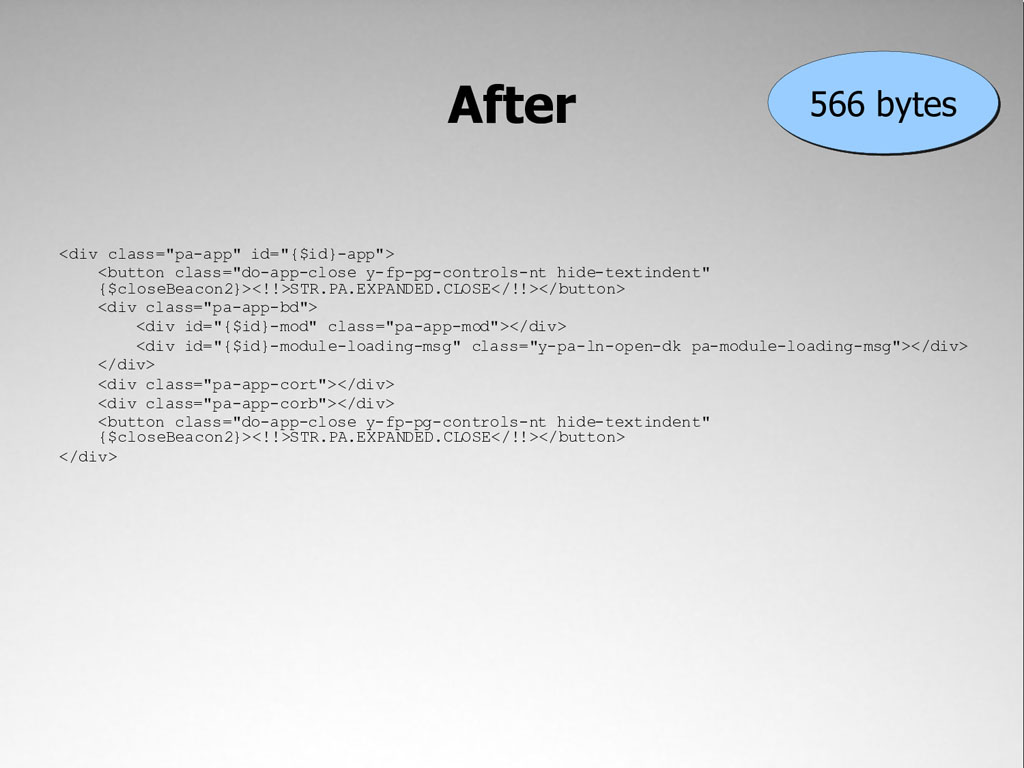 After
566 bytes
<div class="pa-app" id="{$id}-app">
<button class="do-app-close y-fp-pg-controls-nt hide-textindent"
{$closeBeacon2}><!!>STR.PA.EXPANDED.CLOSE</!!></button>
<div class="pa-app-bd">
<div id="{$id}-mod" class="pa-app-mod"></div>
<div id="{$id}-module-loading-msg" class="y-pa-ln-open-dk pa-module-loading-msg"></div>
</div>
<div class="pa-app-cort"></div>
<div class="pa-app-corb"></div>
<button class="do-app-close y-fp-pg-controls-nt hide-textindent"
{$closeBeacon2}><!!>STR.PA.EXPANDED.CLOSE</!!></button>
</div>